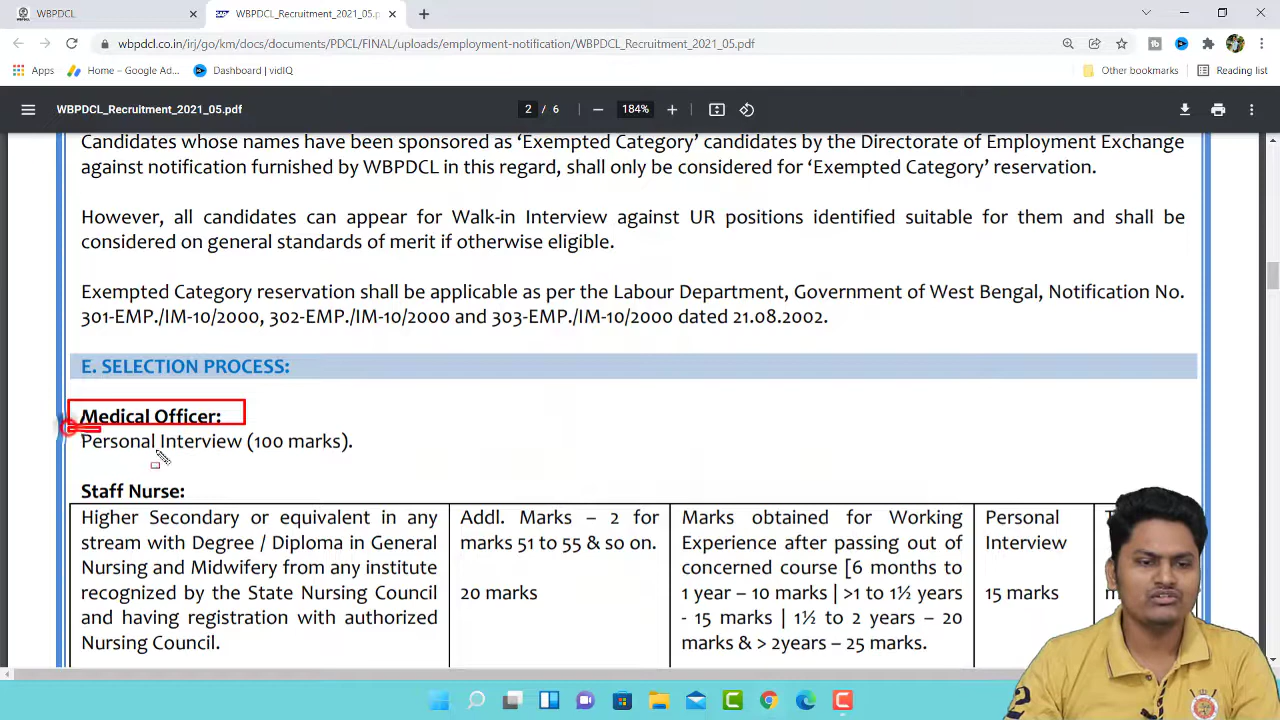 WBPDCL
WBPDCL_Recruitment_2021_05.p
wbpdcl.co.in/irj/go/km/docs/documents/PDCL/FINAL/uploads/employment-notification/WBPDCL_Recruitment_2021_05.pdf
Apps
Home – Google Ad...
Dashboard | vidIQ
Other bookmarks
Reading list
WBPDCL_Recruitment_2021_05.pdf
2 / 6
184%
Candidates whose names have been sponsored as ‘Exempted Category’ candidates by the Directorate of Employment Exchange
against notification furnished by WBPDCL in this regard, shall only be considered for ‘Exempted Category’ reservation.
However, all candidates can appear for Walk-in Interview against UR positions identified suitable for them and shall be
considered on general standards of merit if otherwise eligible.
Exempted Category reservation shall be applicable as per the Labour Department, Government of West Bengal, Notification No.
301-EMP./IM-10/2000, 302-EMP./IM-10/2000 and 303-EMP./IM-10/2000 dated 21.08.2002.
E. SELECTION PROCESS:
Medical Officer:
Personal Interview (100 marks).
Staff Nurse:
Higher Secondary or equivalent in any
stream with Degree / Diploma in General
Nursing and Midwifery from any institute
recognized by the State Nursing Council
and having registration with authorized
Nursing Council.
Addl. Marks – 2 for
marks 51 to 55 & so on.
20 marks
Marks obtained for Working
Experience after passing out of
concerned course [6 months to
1 year – 10 marks | >1 to 1½ years
- 15 marks | 1½ to 2 years – 20
marks & > 2years – 25 marks.
Personal
Interview
15 marks